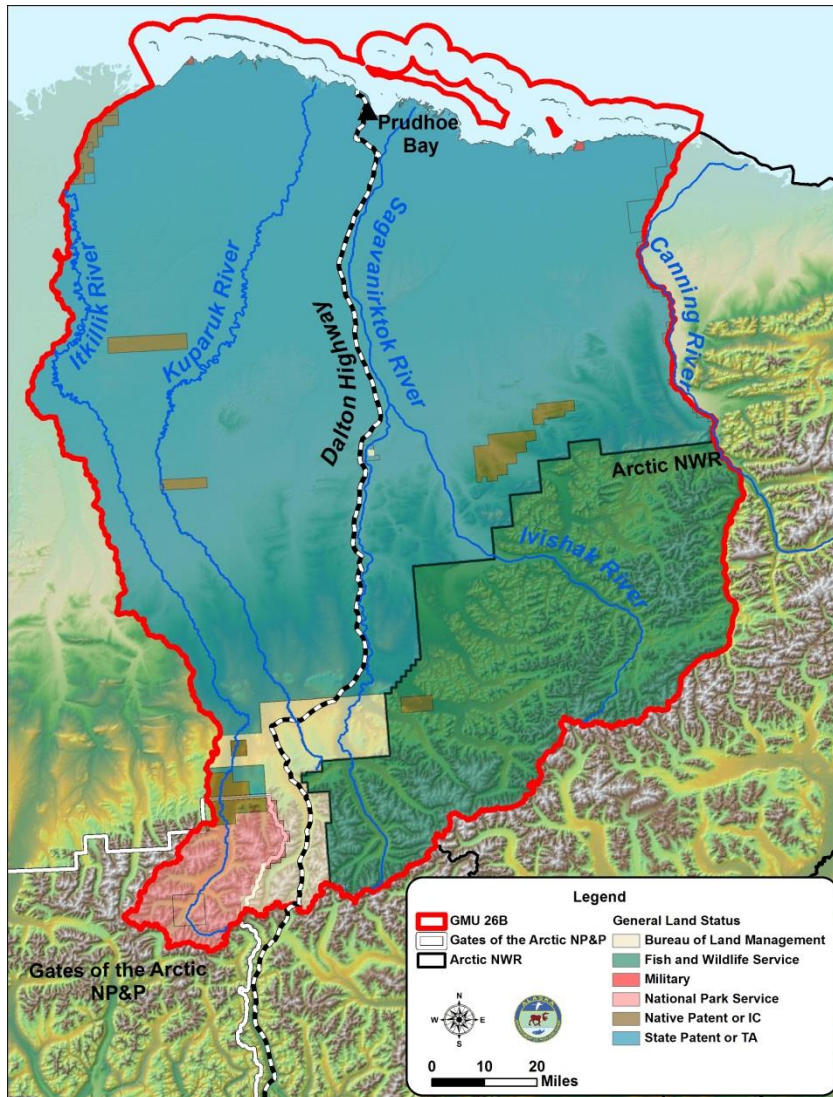 Prudhoe
Bay
Itkillik River
Kuparuk River
Sagavanirktok River
Dalton Highway
Canning River
Arctic NWR
Ivishak River
Gates of the Arctic
NP&P
Legend
GMU 26B
Gates of the Arctic NP&P
Arctic NWR
General Land Status
Bureau of Land Management
Fish and Wildlife Service
Military
National Park Service
Native Patent or IC
State Patent or TA
N
W E
S
ALASKA
0 10 20
Miles